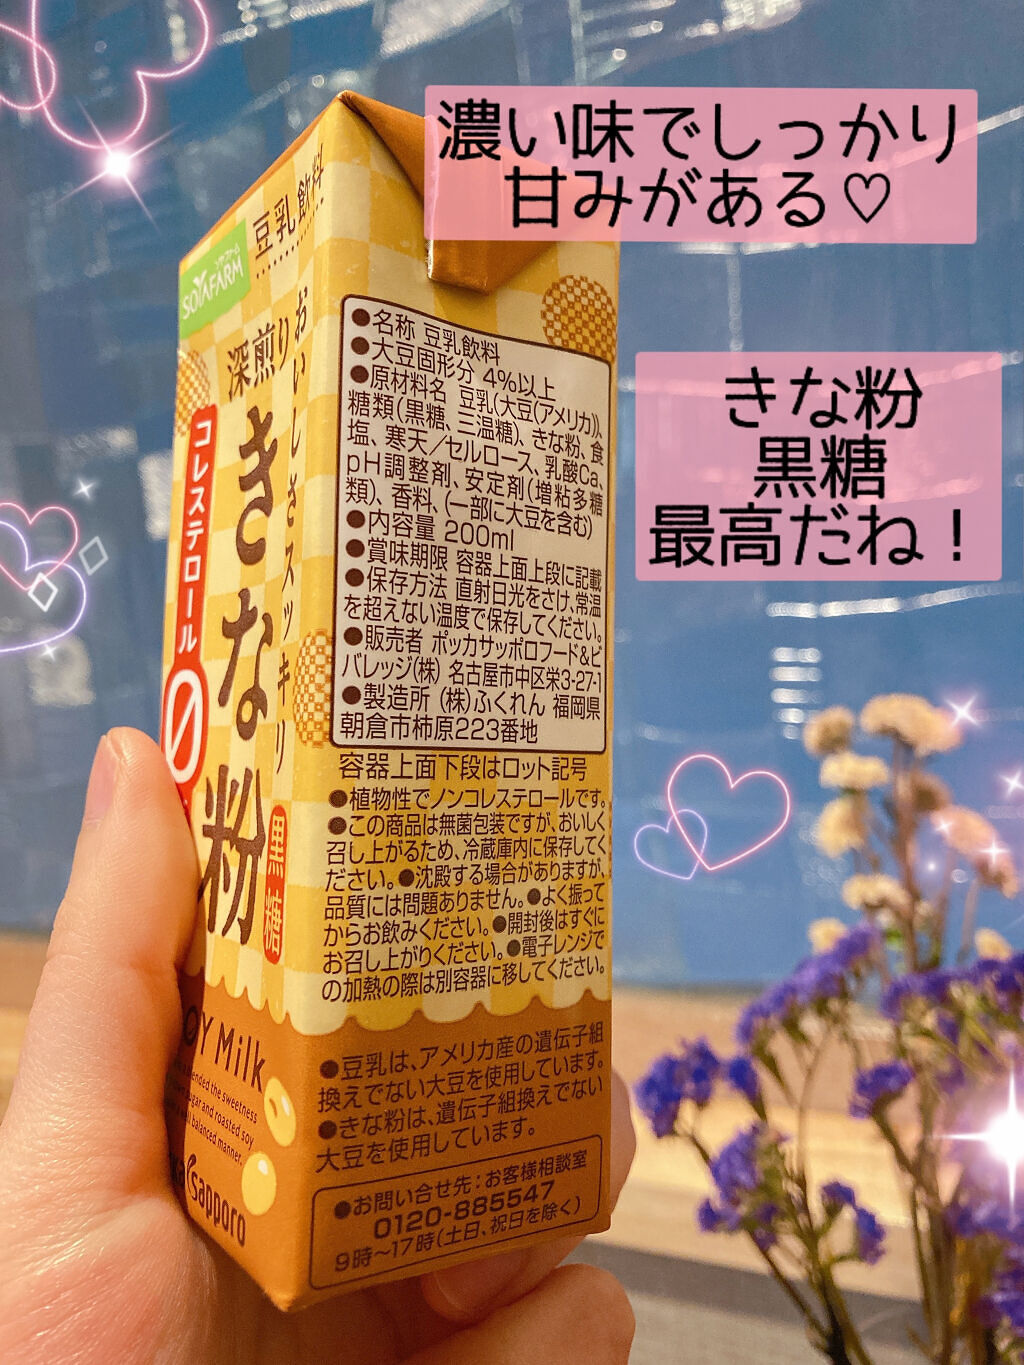 濃い味でしっかり
甘みがある♡
きな粉
黒糖
最高だね！
豆乳飲料
SOYAFARM
ソヤファーム
おいしさスッキリ
深煎り
きな粉
黒糖
コレステロール
0
SOY Milk
ended the sweetness
sugar and roasted soy
balanced manner.
sapporo
●名称 豆乳飲料
●大豆固形分 4%以上
●原材料名 豆乳(大豆(アメリカ))、
糖類(黒糖、三温糖)、きな粉、食
塩、寒天／セルロース、乳酸Ca、
pH調整剤、安定剤(増粘多糖
類)、香料、(一部に大豆を含む)
●内容量 200ml
●賞味期限 容器上面上段に記載
●保存方法 直射日光をさけ、常温
を超えない温度で保存してください。
●販売者 ポッカサッポロフード&ビ
バレッジ(株) 名古屋市中区栄3-27-1
●製造所 (株)ふくれん 福岡県
朝倉市柿原223番地
容器上面下段はロット記号
●植物性でノンコレステロールです。
●この商品は無菌包装ですが、おいしく
召し上がるため、冷蔵庫内に保存してく
ださい。●沈殿する場合がありますが、
品質には問題ありません。●よく振って
からお飲みください。●開封後はすぐに
お召し上がりください。●電子レンジで
の加熱の際は別容器に移してください。
●豆乳は、アメリカ産の遺伝子組
換えでない大豆を使用しています。
●きな粉は、遺伝子組換えでない
大豆を使用しています。
●お問い合せ先：お客様相談室
0120-885547
9時〜17時(土日、祝日を除く)